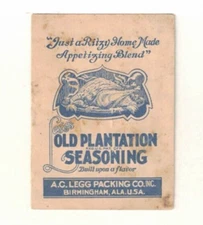 "Just a Ritzy Home Made
Appetizing Blend"
OLD PLANTATION
SEASONING
Built upon a flavor
A.C. LEGG PACKING CO. INC.
BIRMINGHAM, ALA. U.S.A.